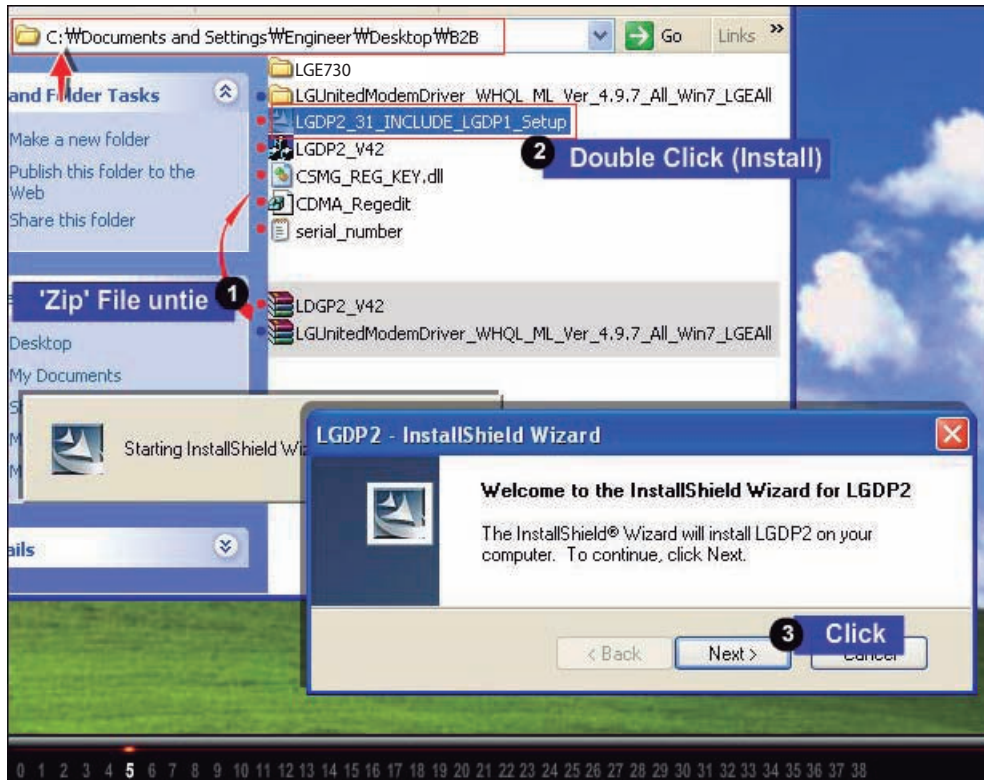 C:₩Documents and Settings₩Engineer₩Desktop₩B2B
Go
Links »
LGE730
LGUnitedModemDriver_WHQL_ML_Ver_4.9.7_All_Win7_LGEAll
LGDP2_31_INCLUDE_LGDP1_Setup
LGDP2_V42
CSMG_REG_KEY.dll
CDMA_Regedit
serial_number
and Folder Tasks
Make a new folder
Publish this folder to the
Web
Share this folder
2 Double Click (Install)
'Zip' File untie 1
LDGP2_V42
LGUnitedModemDriver_WHQL_ML_Ver_4.9.7_All_Win7_LGEAll
Desktop
My Documents
Starting InstallShield Wi
ails
LGDP2 - InstallShield Wizard
Welcome to the InstallShield Wizard for LGDP2
The InstallShield® Wizard will install LGDP2 on your
computer. To continue, click Next.
3 Click
< Back
Next >
Cancel
0 1 2 3 4 5 6 7 8 9 10 11 12 13 14 15 16 17 18 19 20 21 22 23 24 25 26 27 28 29 30 31 32 33 34 35 36 37 38